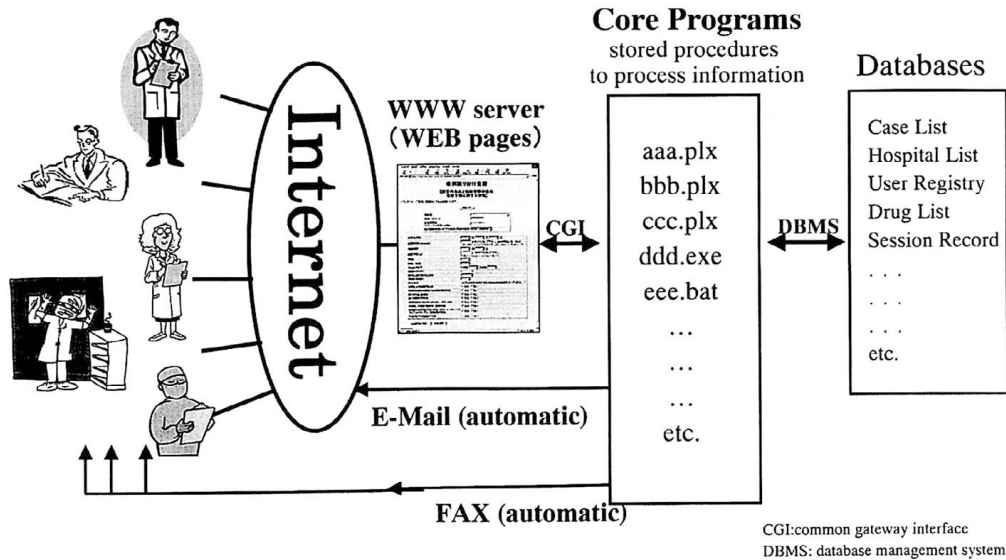 Core Programs
stored procedures
to process information
Databases
WWW server
(WEB pages)
Internet
CGI
aaa.plx
bbb.plx
ccc.plx
ddd.exe
eee.bat
...
...
...
etc.
DBMS
Case List
Hospital List
User Registry
Drug List
Session Record
. . .
. . .
. . .
etc.
E-Mail (automatic)
FAX (automatic)
CGI:common gateway interface
DBMS: database management system